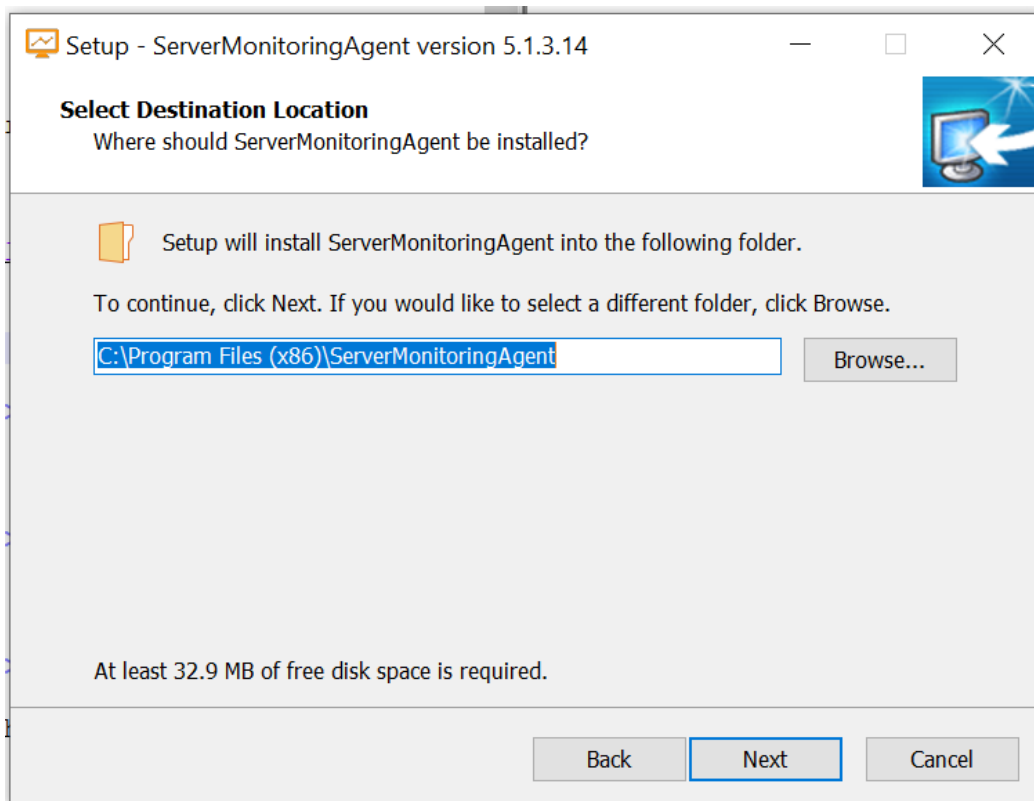 Setup - ServerMonitoringAgent version 5.1.3.14
Select Destination Location
Where should ServerMonitoringAgent be installed?
Setup will install ServerMonitoringAgent into the following folder.
To continue, click Next. If you would like to select a different folder, click Browse.
C:\Program Files (x86)\ServerMonitoringAgent
Browse...
At least 32.9 MB of free disk space is required.
Back Next Cancel